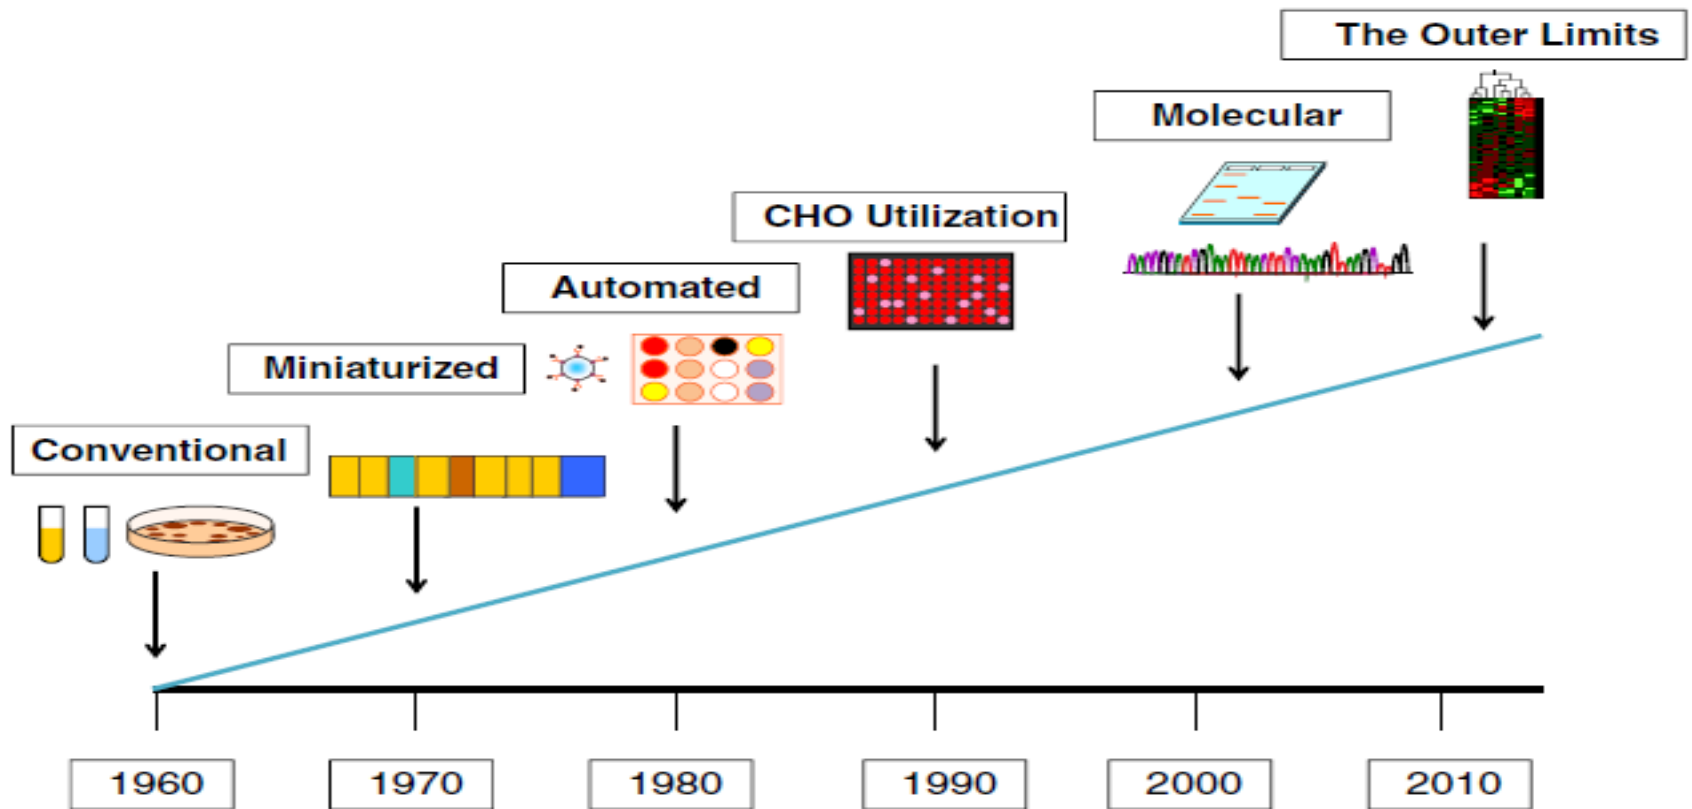 The Outer Limits
Molecular
CHO Utilization
Automated
Miniaturized
Conventional
1960
1970
1980
1990
2000
2010